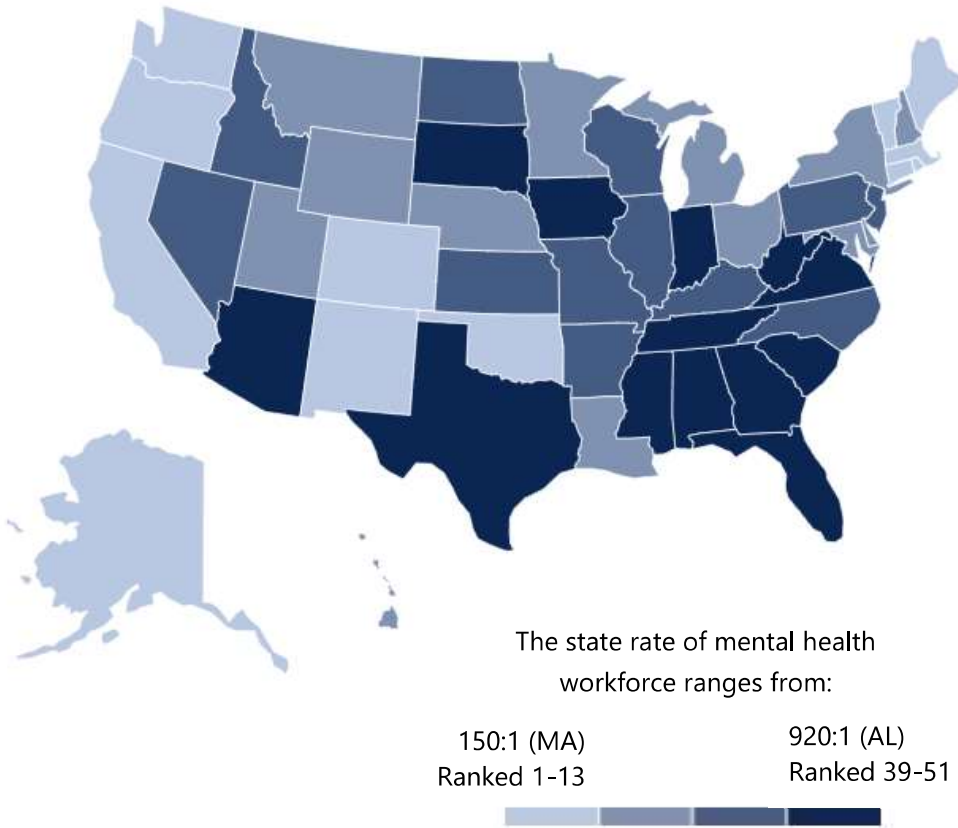 The state rate of mental health
workforce ranges from:
150:1 (MA)
Ranked 1-13
920:1 (AL)
Ranked 39-51